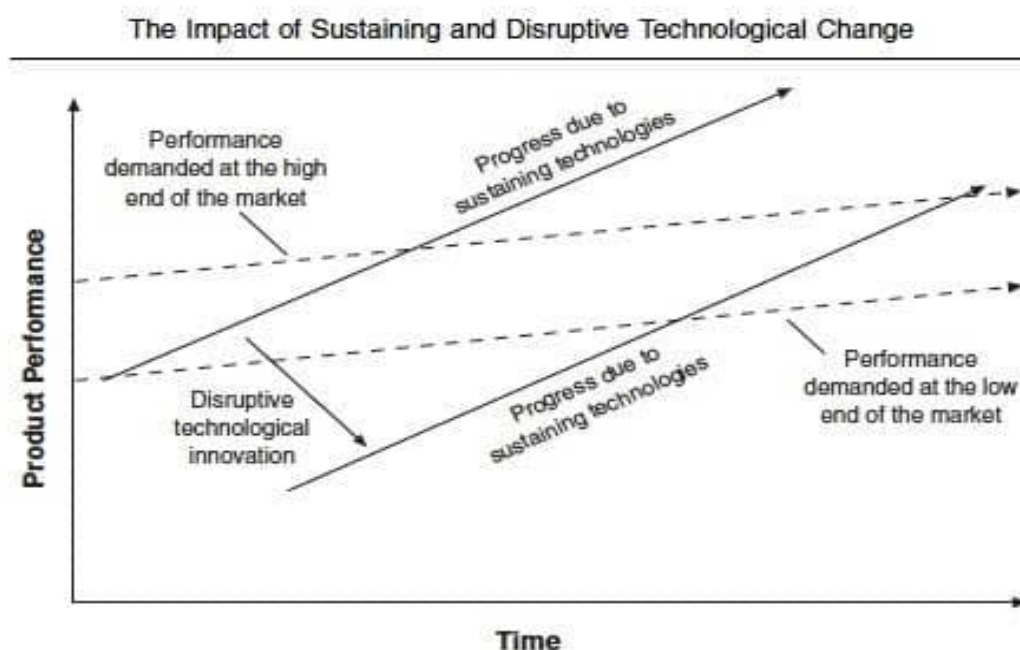 The Impact of Sustaining and Disruptive Technological Change
Performance
demanded at the high
end of the market
Progress due to
sustaining technologies
Product Performance
Disruptive
technological
innovation
Progress due to
sustaining technologies
Performance
demanded at the low
end of the market
Time